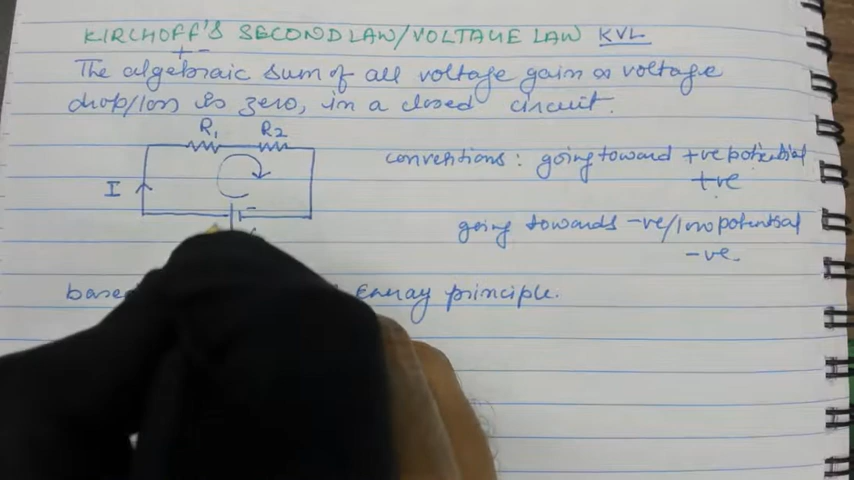 KIRCHOFF'S SECOND LAW/VOLTAGE LAW KVL
+ -
The algebraic sum of all voltage gain or voltage
drop/loss is zero, in a closed circuit.
R1 R2
conventions: going toward +ve potential
+ve
I
-
going towards -ve/low potential
-ve.
based Energy principle.